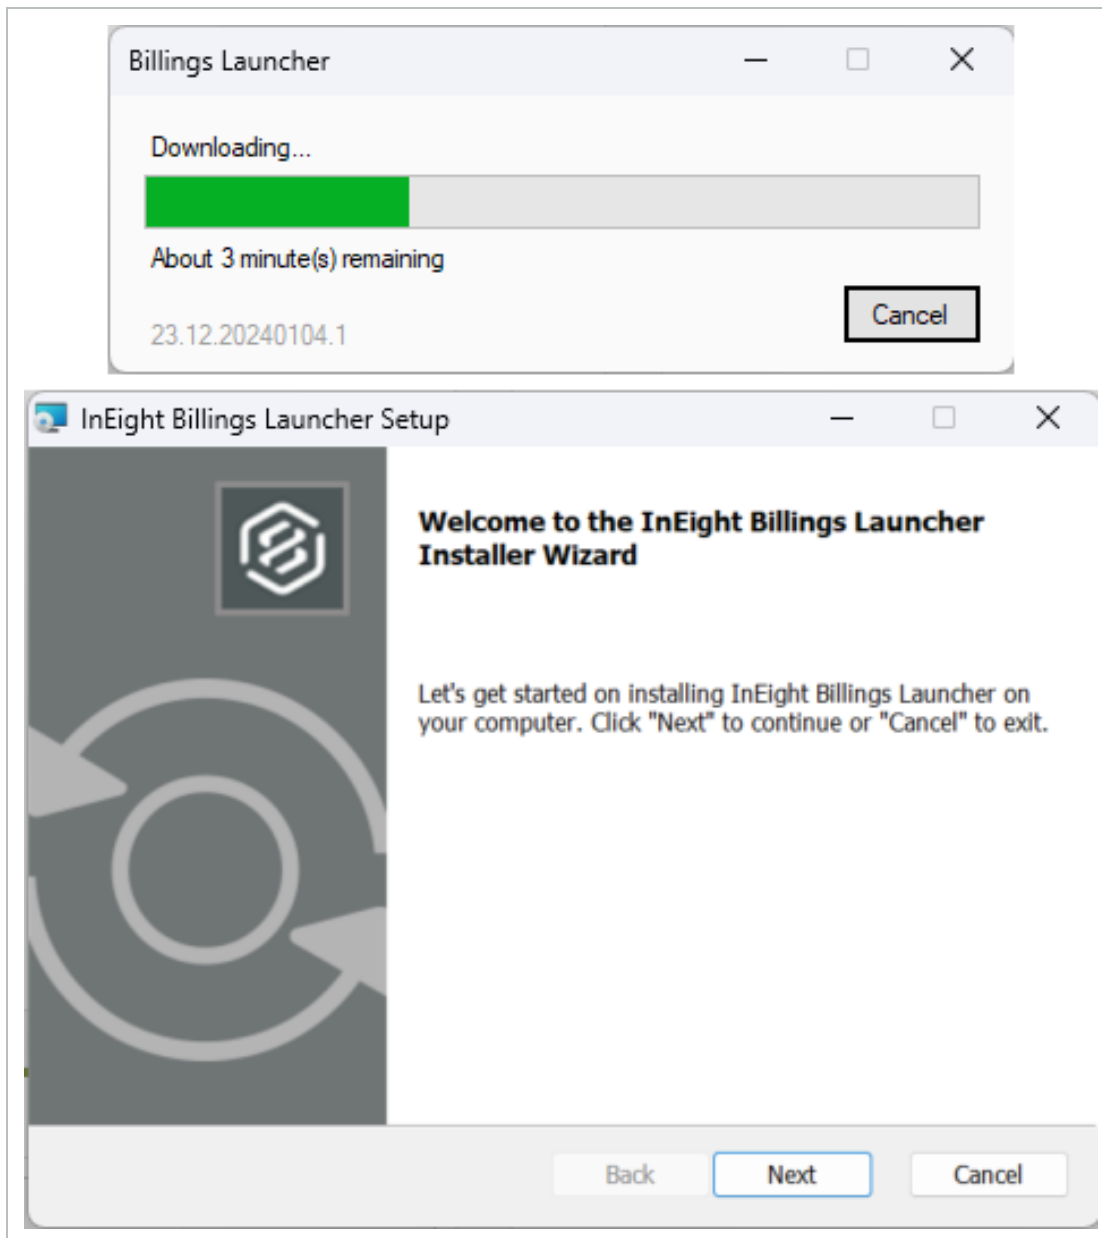 Billings Launcher
Downloading...
About 3 minute(s) remaining
Cancel
23.12.20240104.1
InEight Billings Launcher Setup
Welcome to the InEight Billings Launcher
Installer Wizard
Let's get started on installing InEight Billings Launcher on
your computer. Click "Next" to continue or "Cancel" to exit.
Back
Next
Cancel